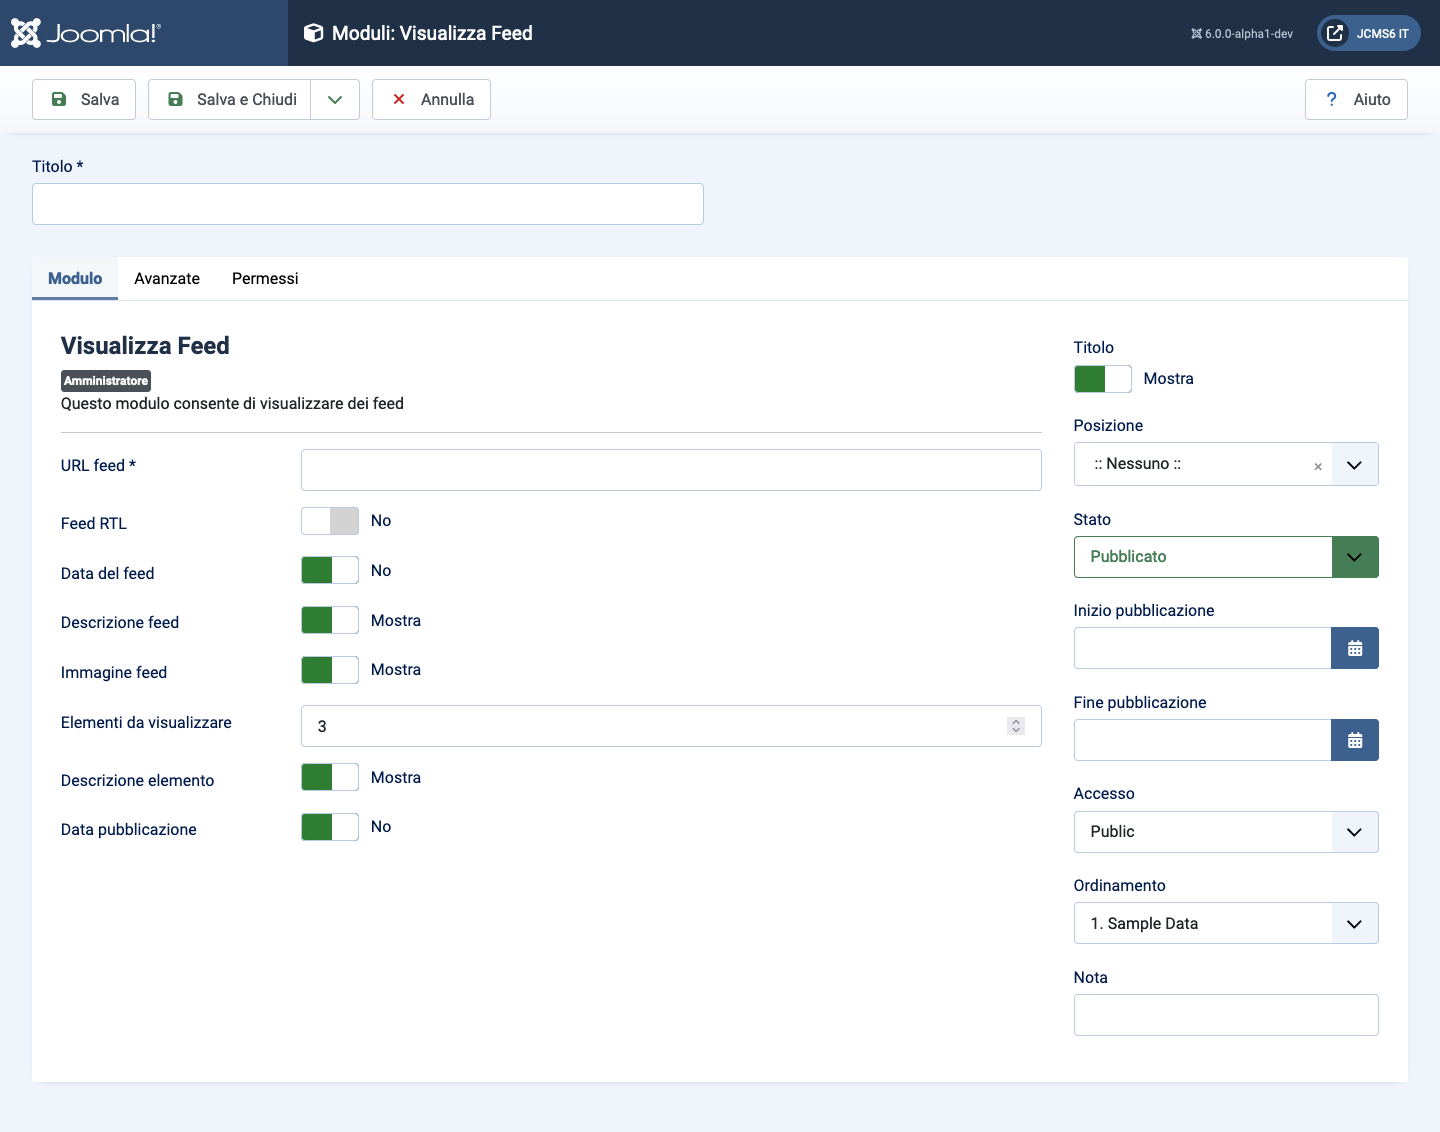 Joomla!®
Moduli: Visualizza Feed
6.0.0-alpha1-dev
JCMS6 IT
Salva
Salva e Chiudi
Annulla
? Aiuto
Titolo *
Modulo
Avanzate
Permessi
Visualizza Feed
Amministratore
Questo modulo consente di visualizzare dei feed
URL feed *
Feed RTL
No
Data del feed
No
Descrizione feed
Mostra
Immagine feed
Mostra
Elementi da visualizzare
3
Descrizione elemento
Mostra
Data pubblicazione
No
Titolo
Mostra
Posizione
:: Nessuno ::
×
Stato
Pubblicato
Inizio pubblicazione
Fine pubblicazione
Accesso
Public
Ordinamento
1. Sample Data
Nota